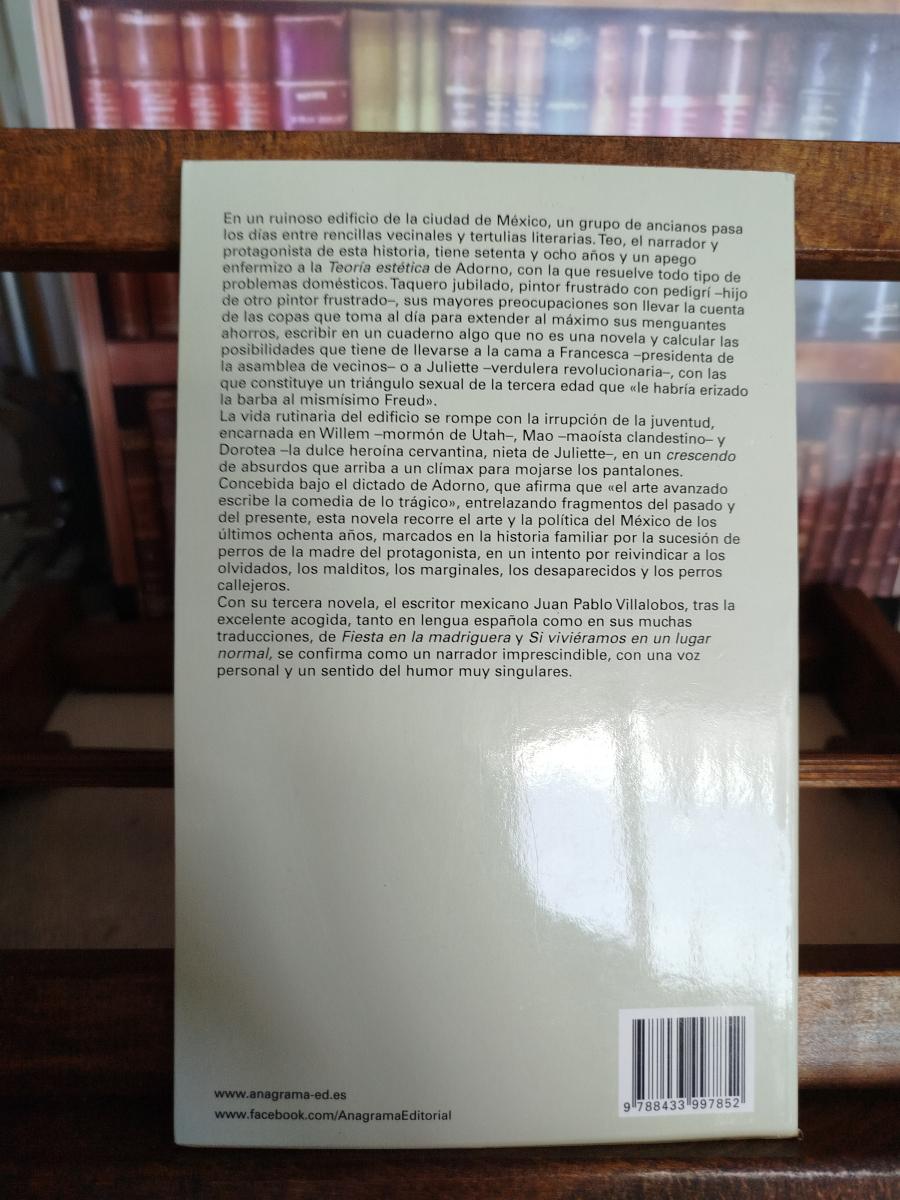 En un ruinoso edificio de la ciudad de México, un grupo de ancianos pasa
los días entre rencillas vecinales y tertulias literarias. Teo, el narrador y
protagonista de esta historia, tiene setenta y ocho años y un apego
enfermizo a la Teoría estética de Adorno, con la que resuelve todo tipo de
problemas domésticos. Taquero jubilado, pintor frustrado con pedigrí –hijo
de otro pintor frustrado–, sus mayores preocupaciones son llevar la cuenta
de las copas que toma al día para extender al máximo sus menguantes
ahorros, escribir en un cuaderno algo que no es una novela y calcular las
posibilidades que tiene de llevarse a la cama a Francesca –presidenta de
la asamblea de vecinos– o a Juliette –verdulera revolucionaria–, con las
que constituye un triángulo sexual de la tercera edad que «le habría erizado
la barba al mismísimo Freud».
La vida rutinaria del edificio se rompe con la irrupción de la juventud,
encarnada en Willem –mormón de Utah–, Mao –maoísta clandestino– y
Dorotea –la dulce heroína cervantina, nieta de Juliette–, en un crescendo
de absurdos que arriba a un clímax para mojarse los pantalones.
Concebida bajo el dictado de Adorno, que afirma que «el arte avanzado
escribe la comedia de lo trágico», entrelazando fragmentos del pasado y
del presente, esta novela recorre el arte y la política del México de los
últimos ochenta años, marcados en la historia familiar por la sucesión de
perros de la madre del protagonista, en un intento por reivindicar a los
olvidados, los malditos, los marginales, los desaparecidos y los perros
callejeros.
Con su tercera novela, el escritor mexicano Juan Pablo Villalobos, tras la
excelente acogida, tanto en lengua española como en sus muchas
traducciones, de Fiesta en la madriguera y Si viviéramos en un lugar
normal, se confirma como un narrador imprescindible, con una voz
personal y un sentido del humor muy singulares.
www.anagrama-ed.es
www.facebook.com/AnagramaEditorial
9 788433 997852